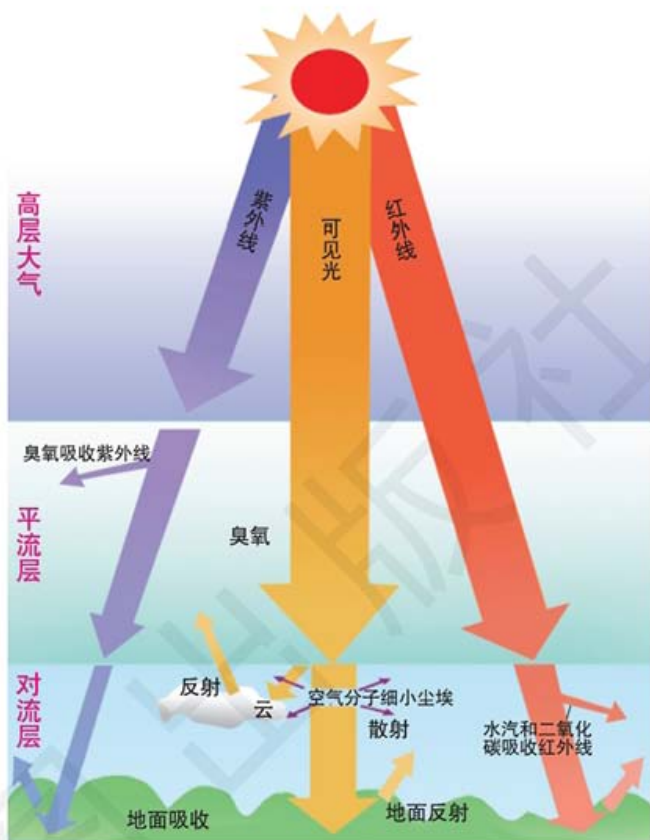 紫外线
可见光
红外线
高层大气
臭氧吸收紫外线
平流层
臭氧
对流层
反射
云
空气分子细小尘埃
散射
水汽和二氧化
碳吸收红外线
地面吸收
地面反射
出版社